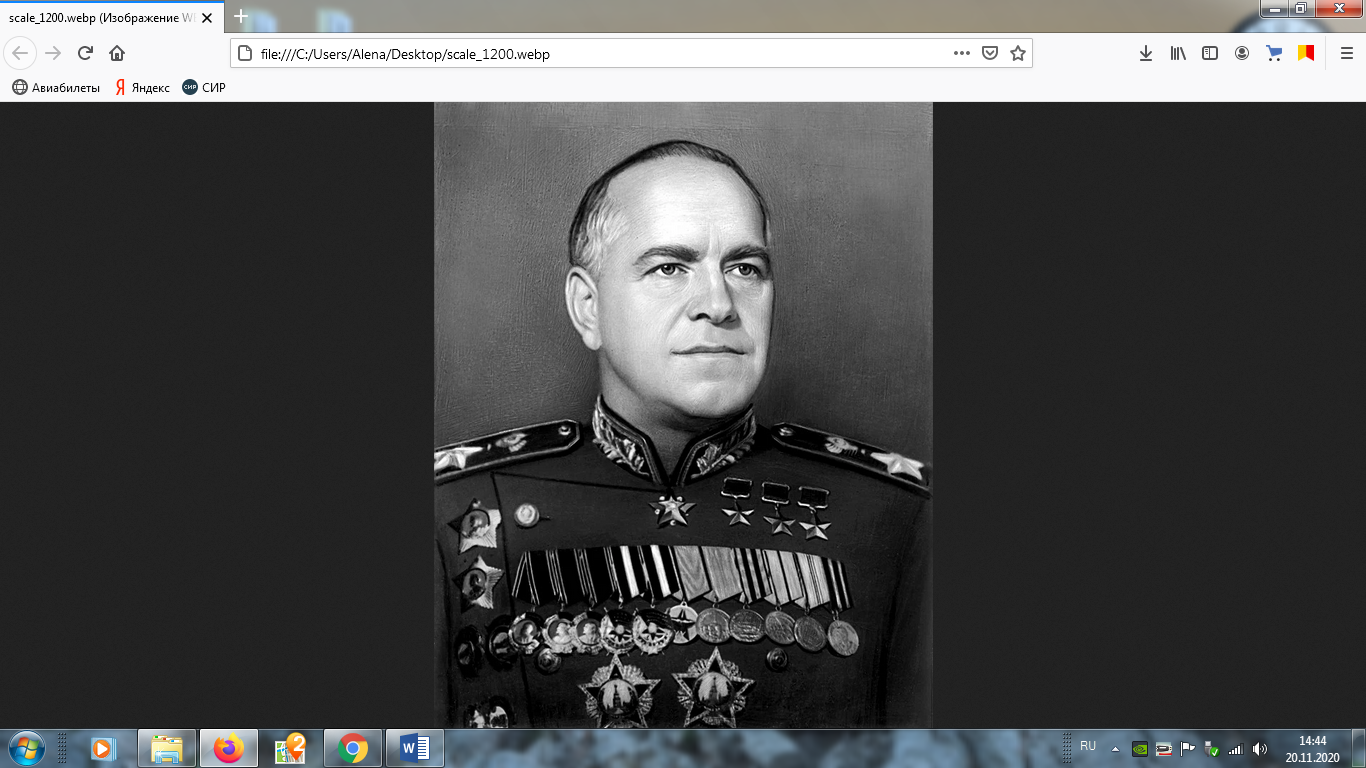 scale_1200.webp (Изображение W
file:///C:/Users/Alena/Desktop/scale_1200.webp
Авиабилеты
Яндекс
СИР
RU
14:44
20.11.2020